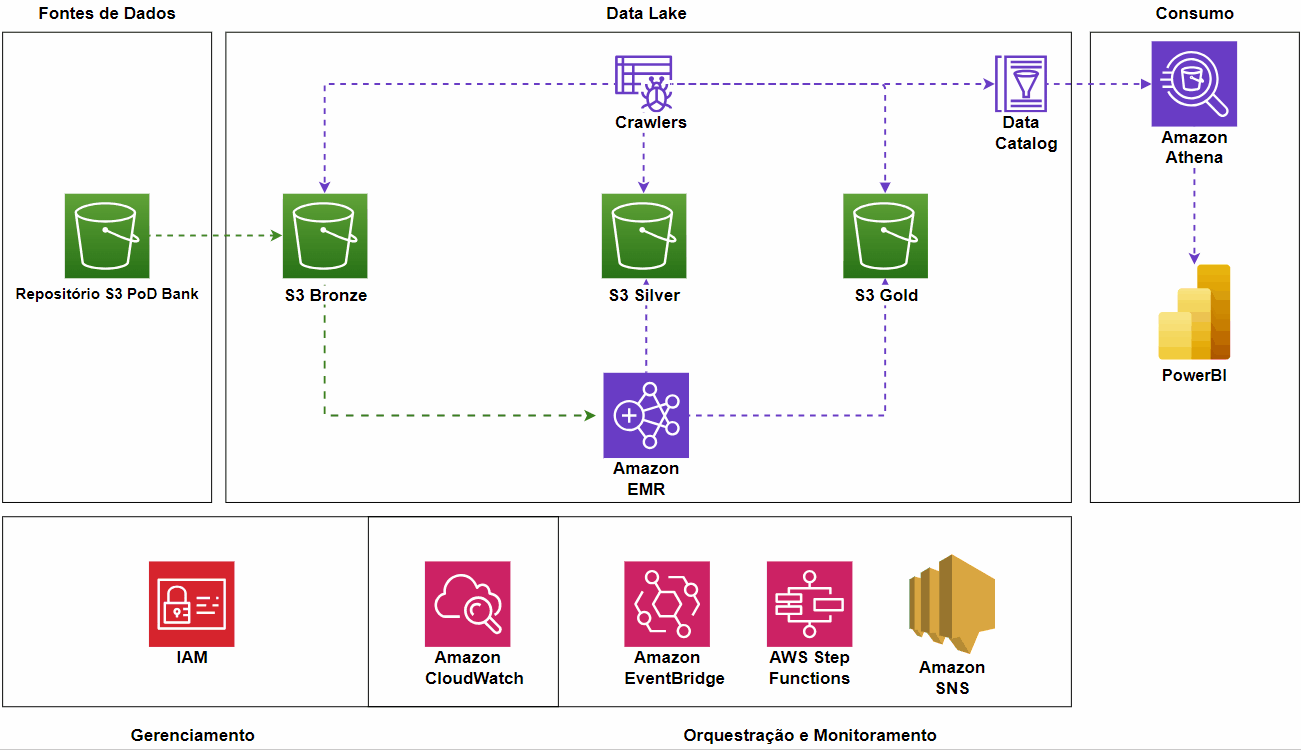 Fontes de Dados
Data Lake
Consumo
Crawlers
Data
Catalog
Amazon
Athena
Repositório S3 PoD Bank
S3 Bronze
S3 Silver
S3 Gold
PowerBI
Amazon
EMR
IAM
Amazon
CloudWatch
Amazon
EventBridge
AWS Step
Functions
Amazon
SNS
Gerenciamento
Orquestração e Monitoramento